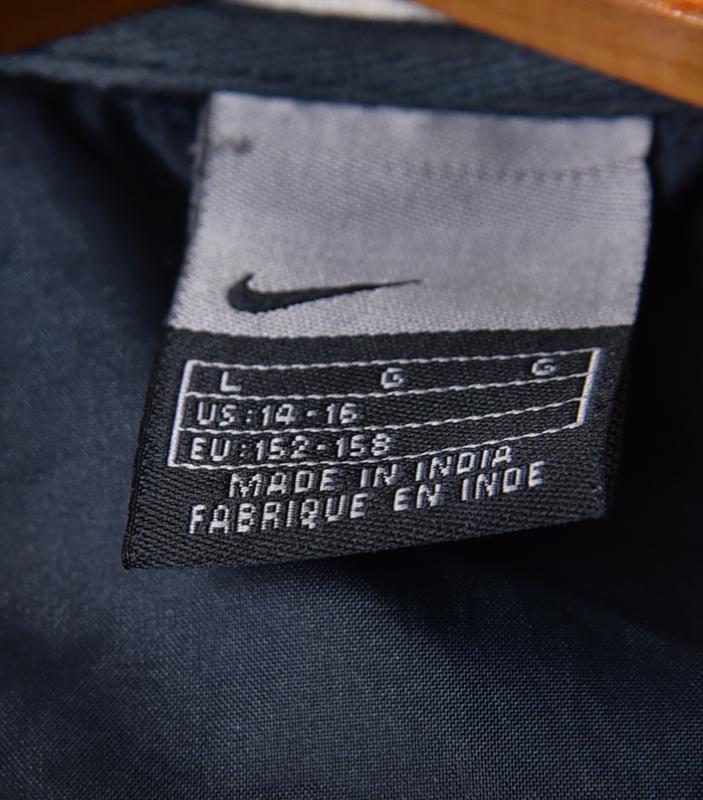 L G G
US:14-16
EU:152-158
MADE IN INDIA
FABRIQUE EN INDE